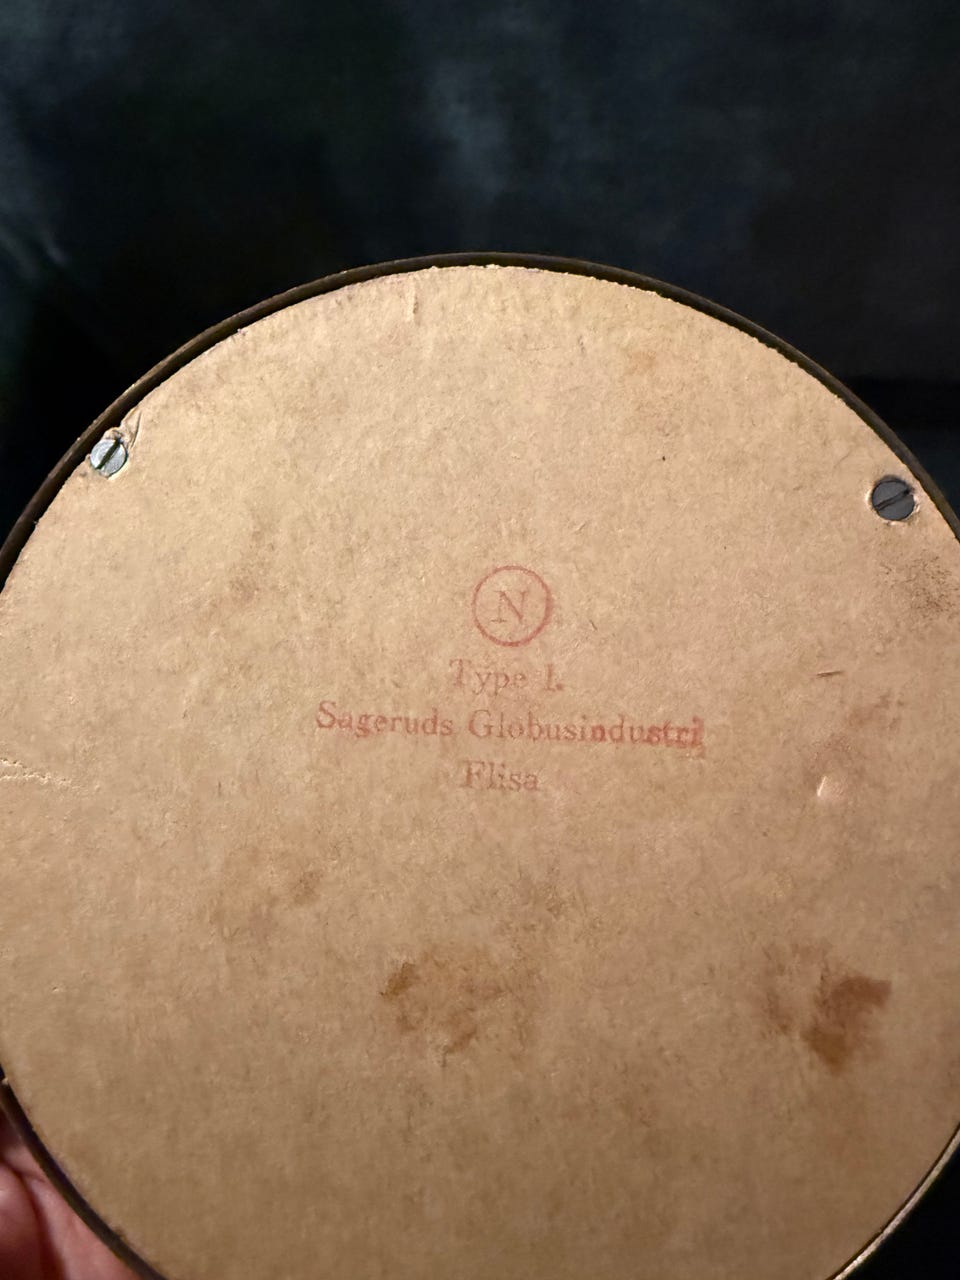 N
Type 1.
Sageruds Globusindustri
Flisa